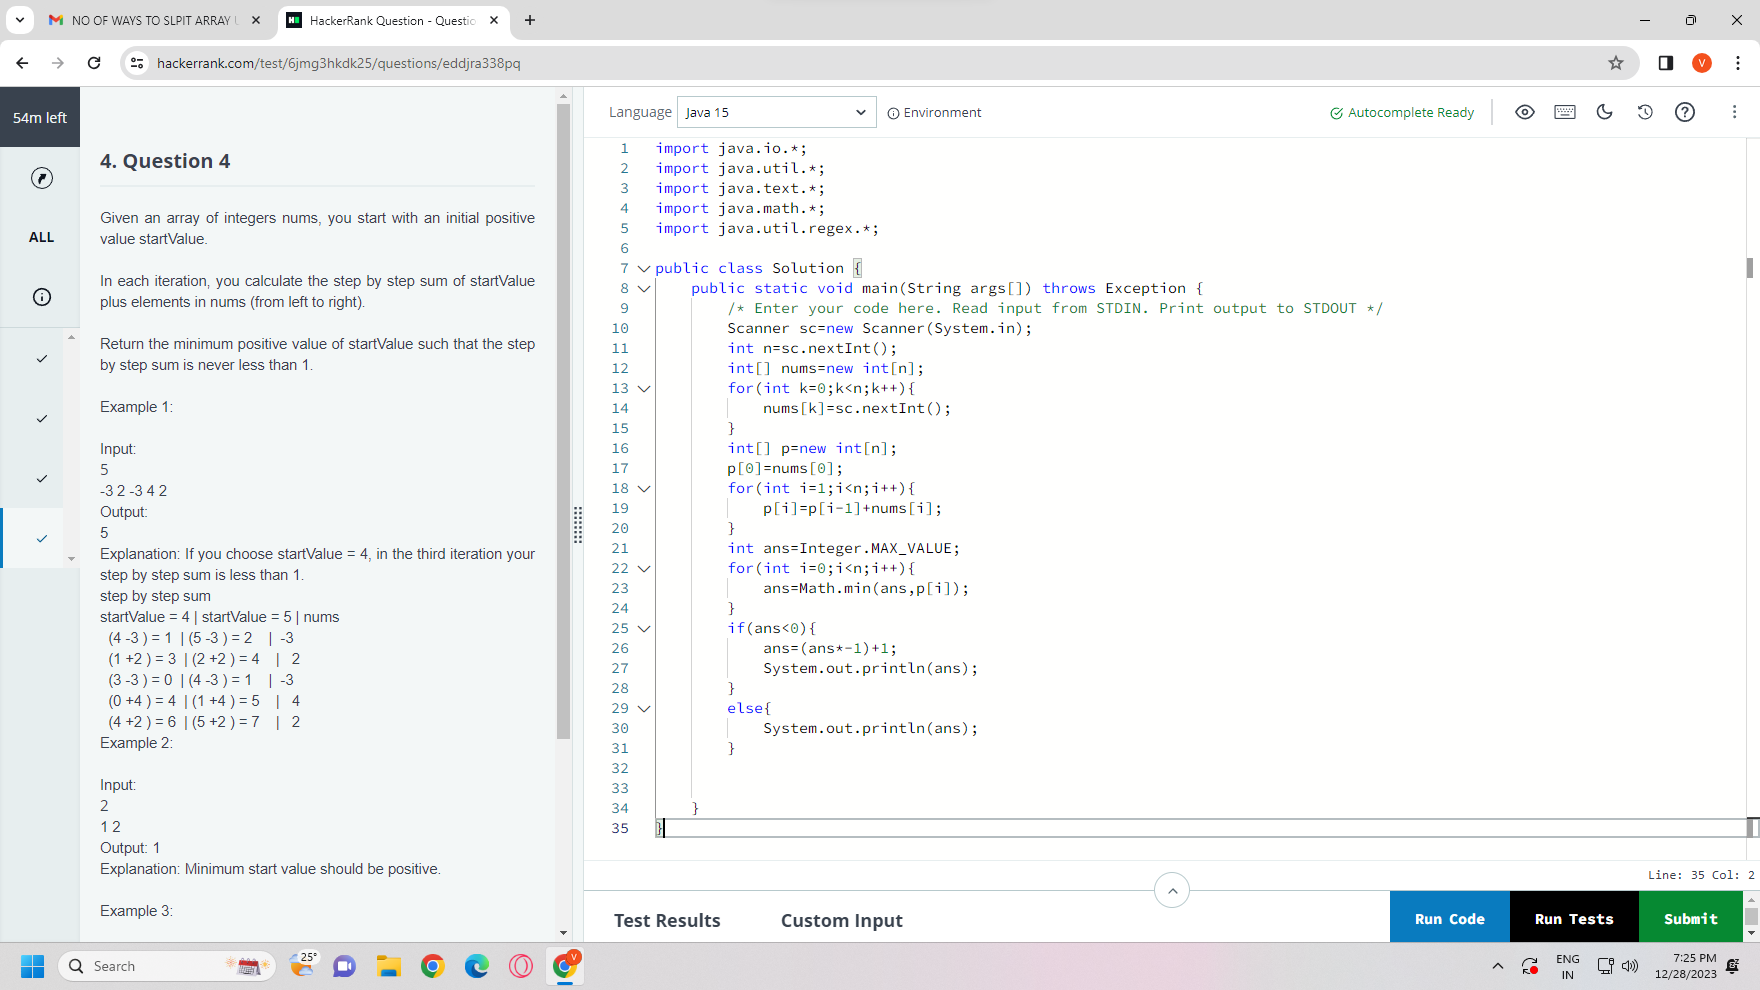 NO OF WAYS TO SLPIT ARRAY U
HackerRank Question - Questio
hackerrank.com/test/6jmg3hkdk25/questions/eddjra338pq
V
54m left
ALL
4. Question 4
Given an array of integers nums, you start with an initial positive
value startValue.
In each iteration, you calculate the step by step sum of startValue
plus elements in nums (from left to right).
Return the minimum positive value of startValue such that the step
by step sum is never less than 1.
Example 1:
Input:
5
-3 2 -3 4 2
Output:
5
Explanation: If you choose startValue = 4, in the third iteration your
step by step sum is less than 1.
step by step sum
startValue = 4 | startValue = 5 | nums
(4 -3 ) = 1 | (5 -3 ) = 2 | -3
(1 +2 ) = 3 | (2 +2 ) = 4 | 2
(3 -3 ) = 0 | (4 -3 ) = 1 | -3
(0 +4 ) = 4 | (1 +4 ) = 5 | 4
(4 +2 ) = 6 | (5 +2 ) = 7 | 2
Example 2:
Input:
2
1 2
Output: 1
Explanation: Minimum start value should be positive.
Example 3:
Language Java 15 Environment
Autocomplete Ready
1 import java.io.*;
2 import java.util.*;
3 import java.text.*;
4 import java.math.*;
5 import java.util.regex.*;
6
7 public class Solution {
8 public static void main(String args[]) throws Exception {
9 /* Enter your code here. Read input from STDIN. Print output to STDOUT */
10 Scanner sc=new Scanner(System.in);
11 int n=sc.nextInt();
12 int[] nums=new int[n];
13 for(int k=0;k<n;k++){
14 nums[k]=sc.nextInt();
15 }
16 int[] p=new int[n];
17 p[0]=nums[0];
18 for(int i=1;i<n;i++){
19 p[i]=p[i-1]+nums[i];
20 }
21 int ans=Integer.MAX_VALUE;
22 for(int i=0;i<n;i++){
23 ans=Math.min(ans,p[i]);
24 }
25 if(ans<0){
26 ans=(ans*-1)+1;
27 System.out.println(ans);
28 }
29 else{
30 System.out.println(ans);
31 }
32
33
34 }
35 }
Line: 35 Col: 2
Test Results Custom Input
Run Code Run Tests Submit
Search
25°
V
ENG
IN
7:25 PM
12/28/2023